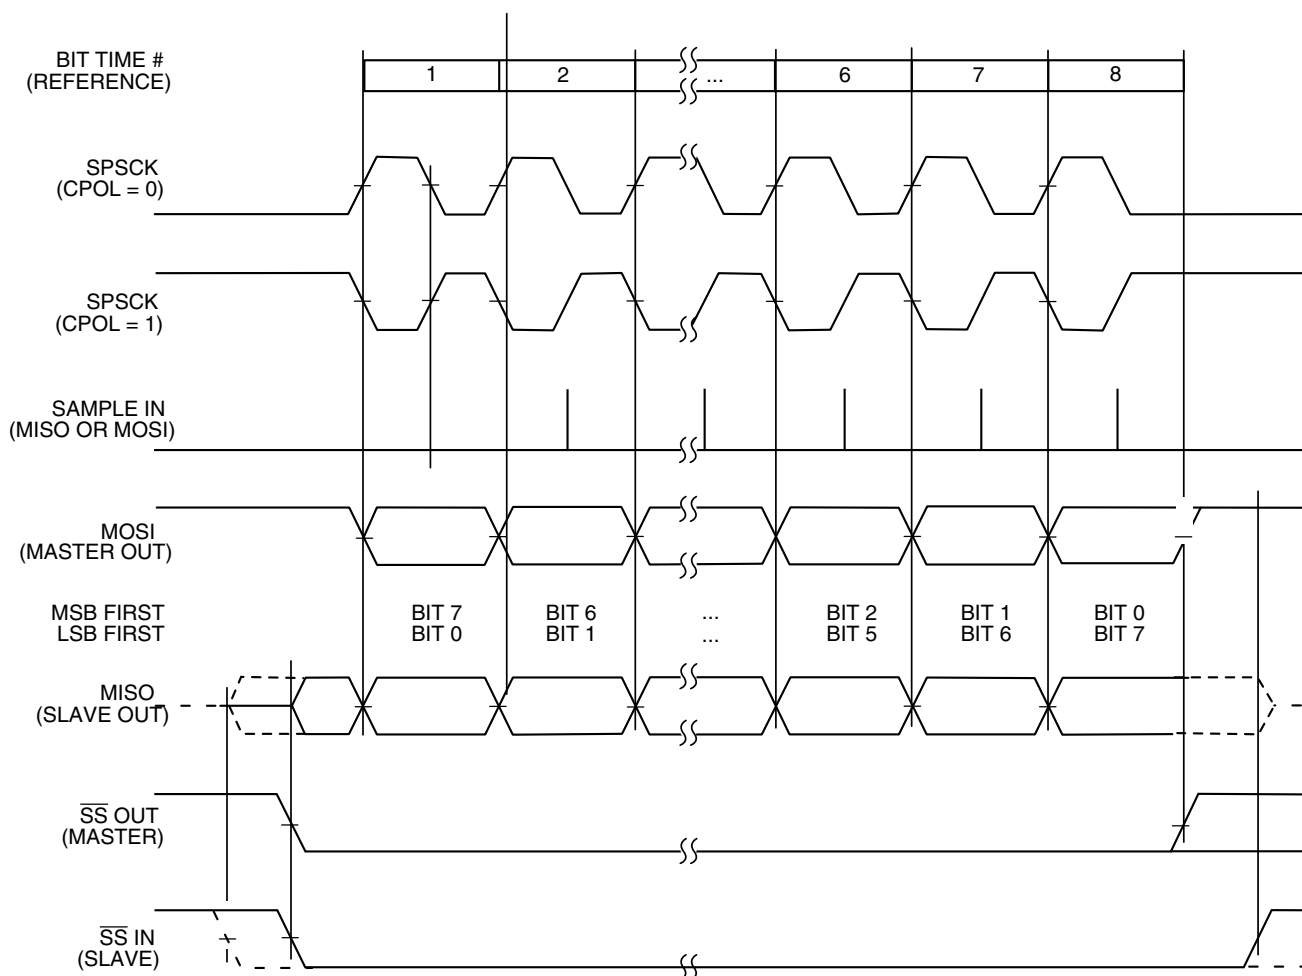 BIT TIME #
(REFERENCE)
1 2 ... 6 7 8
SPSCK
(CPOL = 0)
SPSCK
(CPOL = 1)
SAMPLE IN
(MISO OR MOSI)
MOSI
(MASTER OUT)
MSB FIRST BIT 7 BIT 6 ... BIT 2 BIT 1 BIT 0
LSB FIRST BIT 0 BIT 1 ... BIT 5 BIT 6 BIT 7
MISO
(SLAVE OUT)
S̅S̅ OUT
(MASTER)
S̅S̅ IN
(SLAVE)